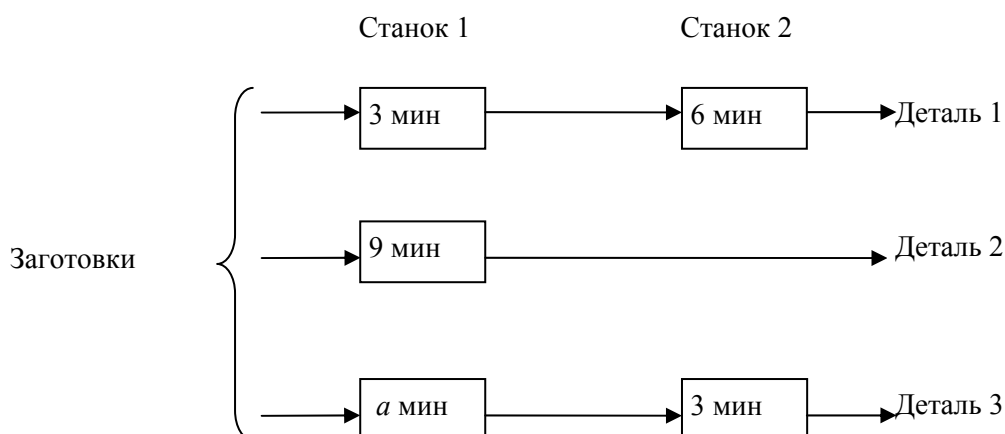 Станок 1 Станок 2
3 мин 6 мин Деталь 1
Заготовки 9 мин Деталь 2
a мин 3 мин Деталь 3